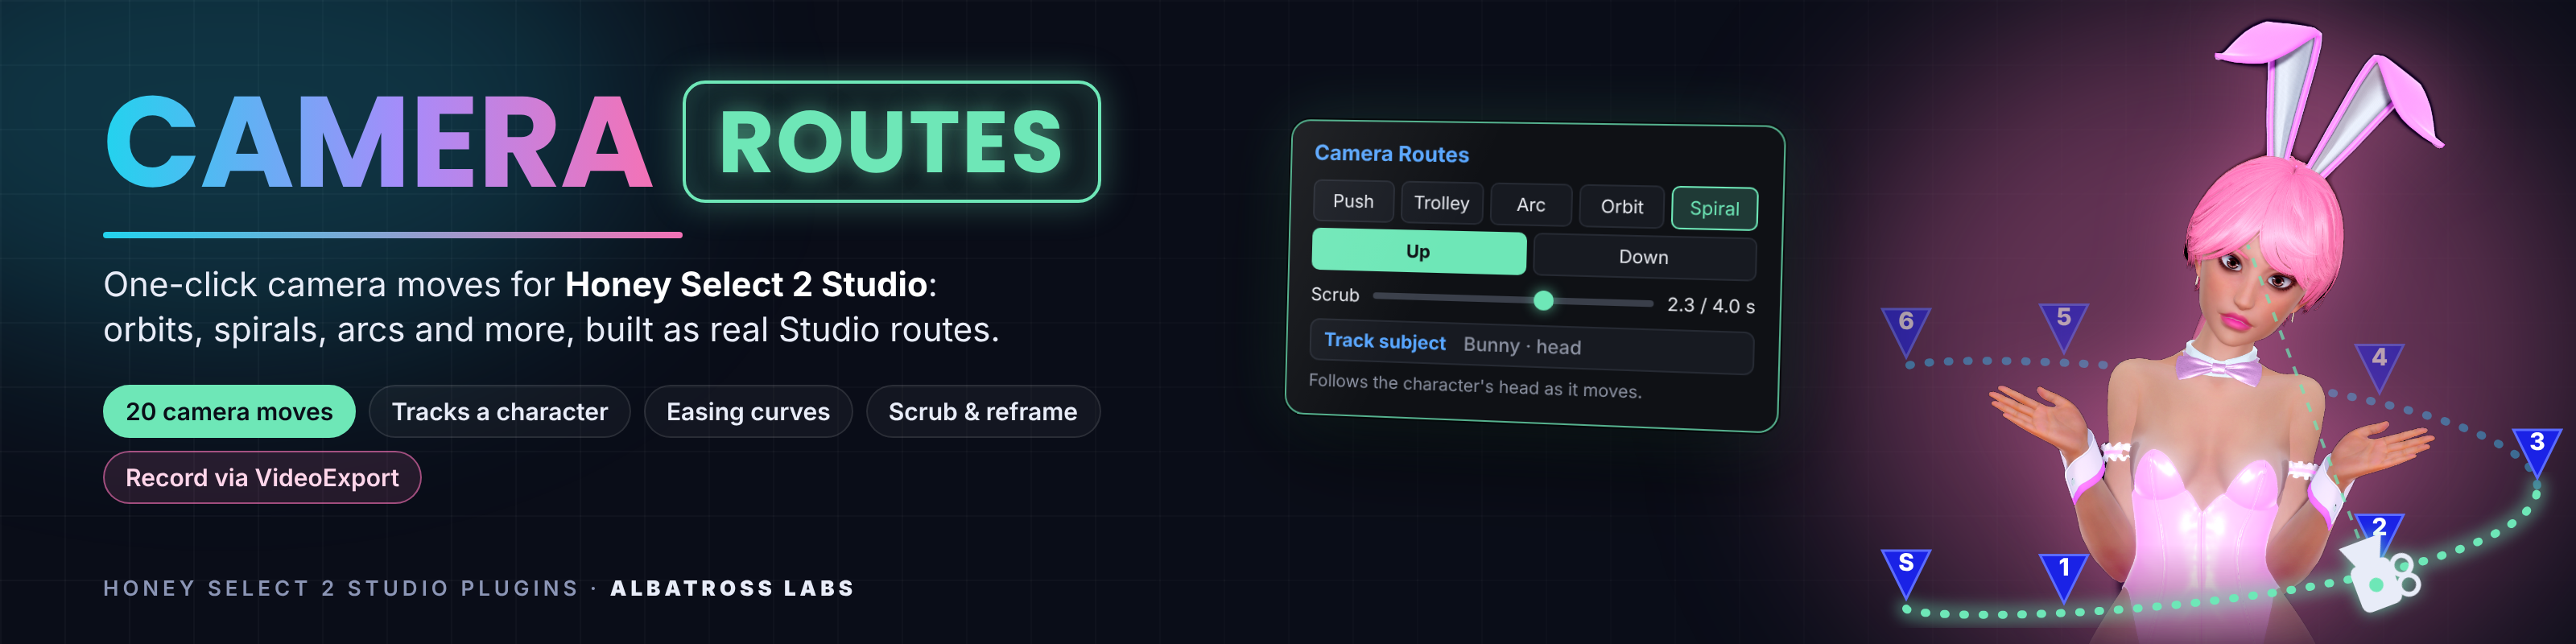 CAMERA ROUTES
One-click camera moves for Honey Select 2 Studio:
orbits, spirals, arcs and more, built as real Studio routes.
20 camera moves
Tracks a character
Easing curves
Scrub & reframe
Record via VideoExport
HONEY SELECT 2 STUDIO PLUGINS · ALBATROSS LABS
Camera Routes
Push Trolley Arc Orbit Spiral
Up Down
Scrub 2.3 / 4.0 s
Track subject Bunny · head
Follows the character's head as it moves.
6
5
4
3
2
S
1